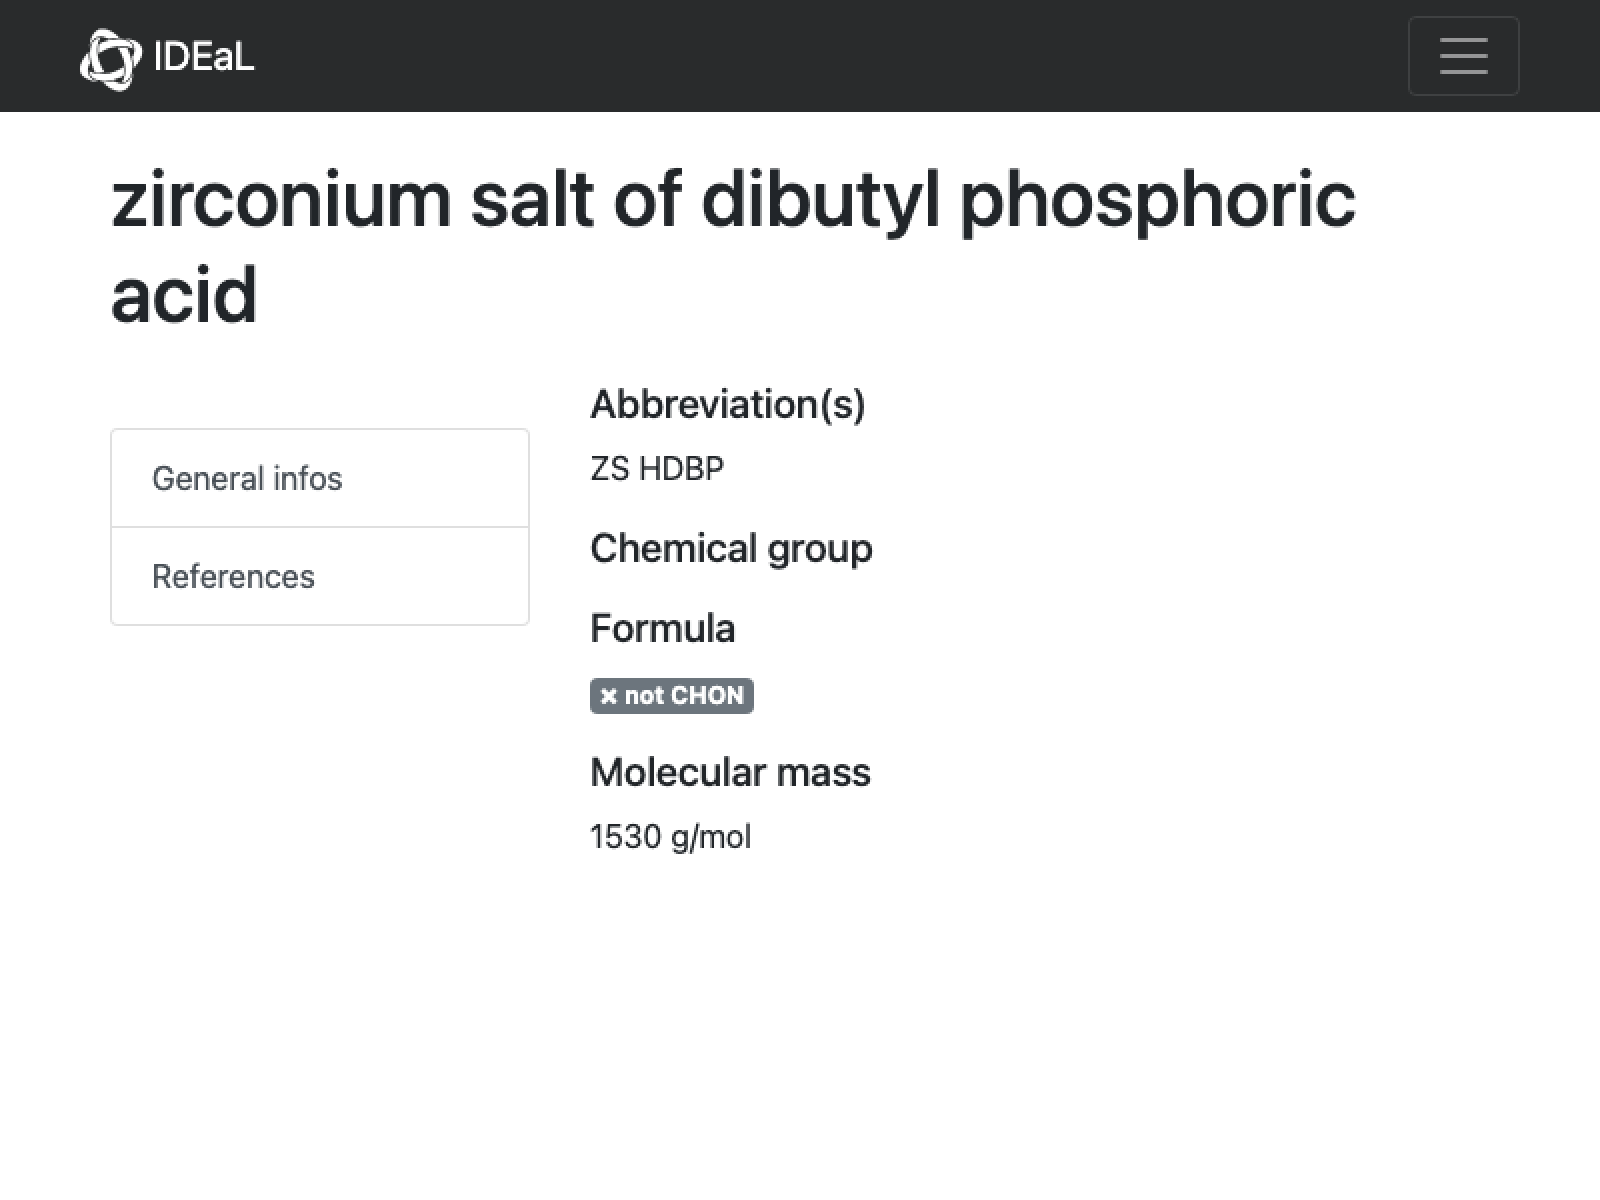 IDEaL
zirconium salt of dibutyl phosphoric
acid
General infos
References
Abbreviation(s)
ZS HDBP
Chemical group
Formula
× not CHON
Molecular mass
1530 g/mol